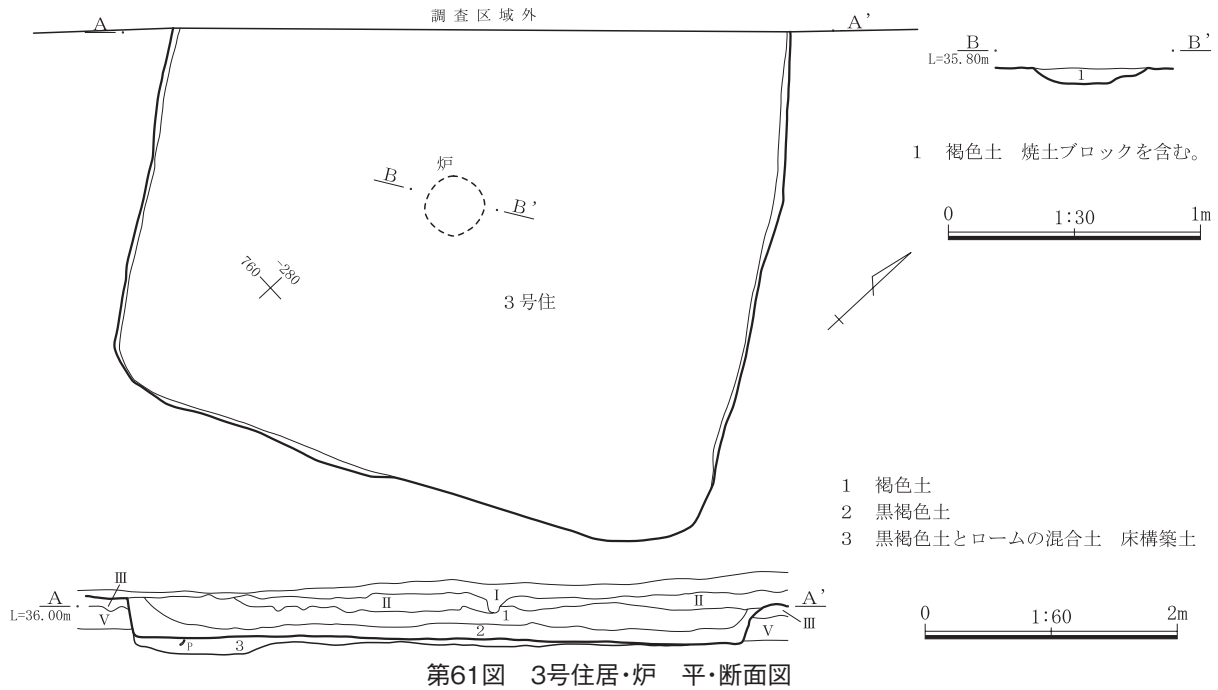 調査区域外
A
A'
B
B'
L=35.80m
1
1 褐色土 焼土ブロックを含む。
0
1:30
1m
炉
B
B'
760
-280
3号住
1 褐色土
2 黒褐色土
3 黒褐色土とロームの混合土 床構築土
Ⅲ
A
L=36.00m
Ⅴ
Ⅱ
Ⅰ
1
Ⅱ
2
P
3
A'
Ⅲ
Ⅴ
0
1:60
2m
第61図 3号住居・炉 平・断面図